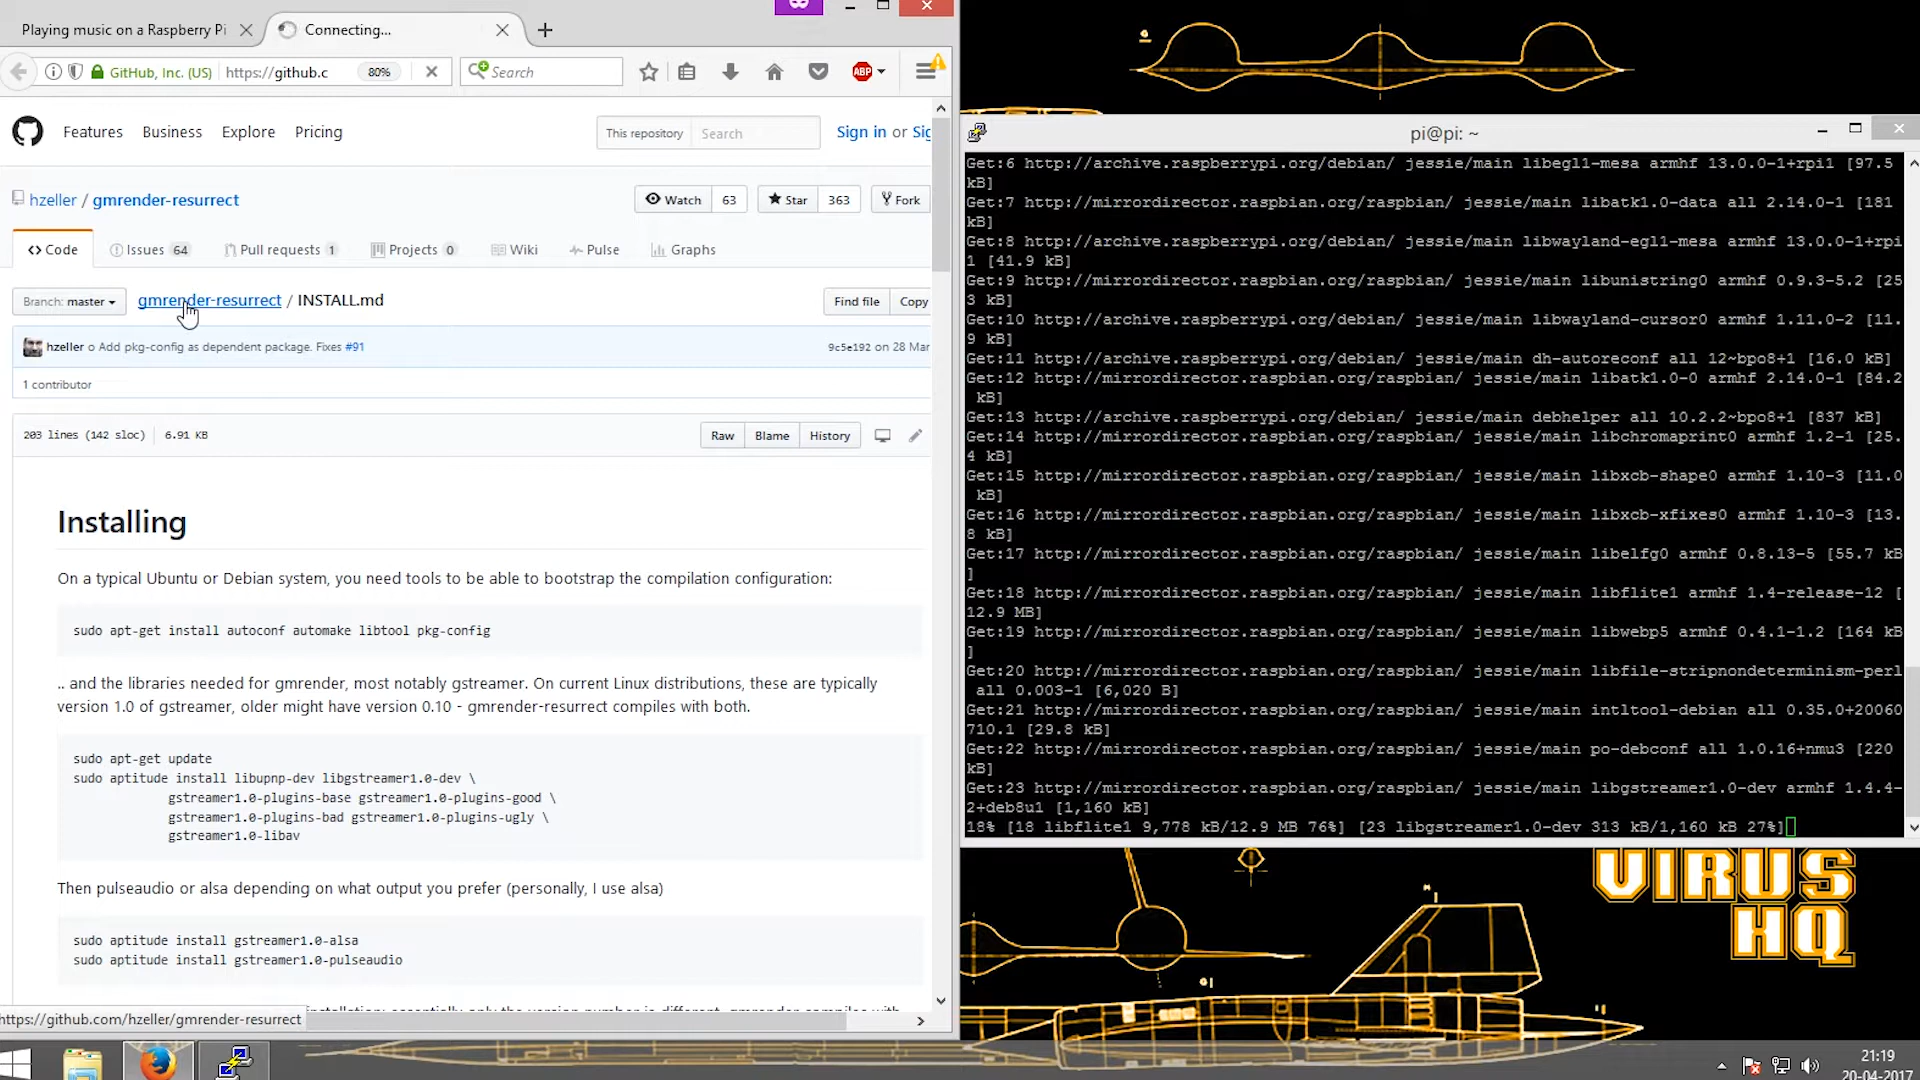 Playing music on a Raspberry Pi
Connecting...
GitHub, Inc. (US)
https://github.c
80%
Search
ABP
Features
Business
Explore
Pricing
This repository
Search
Sign in or Sig
hzeller / gmrender-resurrect
Watch
63
Star
363
Fork
Code
Issues 64
Pull requests 1
Projects 0
Wiki
Pulse
Graphs
Branch: master
gmrender-resurrect / INSTALL.md
Find file
Copy
hzeller o Add pkg-config as dependent package. Fixes #91
9c5e192 on 28 Mar
1 contributor
203 lines (142 sloc)
6.91 KB
Raw
Blame
History
Installing
On a typical Ubuntu or Debian system, you need tools to be able to bootstrap the compilation configuration:
sudo apt-get install autoconf automake libtool pkg-config
.. and the libraries needed for gmrender, most notably gstreamer. On current Linux distributions, these are typically
version 1.0 of gstreamer, older might have version 0.10 - gmrender-resurrect compiles with both.
sudo apt-get update
sudo aptitude install libupnp-dev libgstreamer1.0-dev \
gstreamer1.0-plugins-base gstreamer1.0-plugins-good \
gstreamer1.0-plugins-bad gstreamer1.0-plugins-ugly \
gstreamer1.0-libav
Then pulseaudio or alsa depending on what output you prefer (personally, I use alsa)
sudo aptitude install gstreamer1.0-alsa
sudo aptitude install gstreamer1.0-pulseaudio
https://github.com/hzeller/gmrender-resurrect
pi@pi: ~
Get:6 http://archive.raspberrypi.org/debian/ jessie/main libegl1-mesa armhf 13.0.0-1+rpi1 [97.5
kB]
Get:7 http://mirrordirector.raspbian.org/raspbian/ jessie/main libatk1.0-data all 2.14.0-1 [181
kB]
Get:8 http://archive.raspberrypi.org/debian/ jessie/main libwayland-egl1-mesa armhf 13.0.0-1+rpi
1 [41.9 kB]
Get:9 http://mirrordirector.raspbian.org/raspbian/ jessie/main libunistring0 armhf 0.9.3-5.2 [25
3 kB]
Get:10 http://archive.raspberrypi.org/debian/ jessie/main libwayland-cursor0 armhf 1.11.0-2 [11.
9 kB]
Get:11 http://archive.raspberrypi.org/debian/ jessie/main dh-autoreconf all 12~bpo8+1 [16.0 kB]
Get:12 http://mirrordirector.raspbian.org/raspbian/ jessie/main libatk1.0-0 armhf 2.14.0-1 [84.2
kB]
Get:13 http://archive.raspberrypi.org/debian/ jessie/main debhelper all 10.2.2~bpo8+1 [837 kB]
Get:14 http://mirrordirector.raspbian.org/raspbian/ jessie/main libchromaprint0 armhf 1.2-1 [25.
4 kB]
Get:15 http://mirrordirector.raspbian.org/raspbian/ jessie/main libxcb-shape0 armhf 1.10-3 [11.0
kB]
Get:16 http://mirrordirector.raspbian.org/raspbian/ jessie/main libxcb-xfixes0 armhf 1.10-3 [13.
8 kB]
Get:17 http://mirrordirector.raspbian.org/raspbian/ jessie/main libelfg0 armhf 0.8.13-5 [55.7 kB
]
Get:18 http://mirrordirector.raspbian.org/raspbian/ jessie/main libflite1 armhf 1.4-release-12 [
12.9 MB]
Get:19 http://mirrordirector.raspbian.org/raspbian/ jessie/main libwebp5 armhf 0.4.1-1.2 [164 kB
]
Get:20 http://mirrordirector.raspbian.org/raspbian/ jessie/main libfile-stripnondeterminism-perl
all 0.003-1 [6,020 B]
Get:21 http://mirrordirector.raspbian.org/raspbian/ jessie/main intltool-debian all 0.35.0+20060
710.1 [29.8 kB]
Get:22 http://mirrordirector.raspbian.org/raspbian/ jessie/main po-debconf all 1.0.16+nmu3 [220
kB]
Get:23 http://mirrordirector.raspbian.org/raspbian/ jessie/main libgstreamer1.0-dev armhf 1.4.4-
2+deb8u1 [1,160 kB]
18% [18 libflite1 9,778 kB/12.9 MB 76%] [23 libgstreamer1.0-dev 313 kB/1,160 kB 27%]
VIRUS
HQ
21:19
20-04-2017